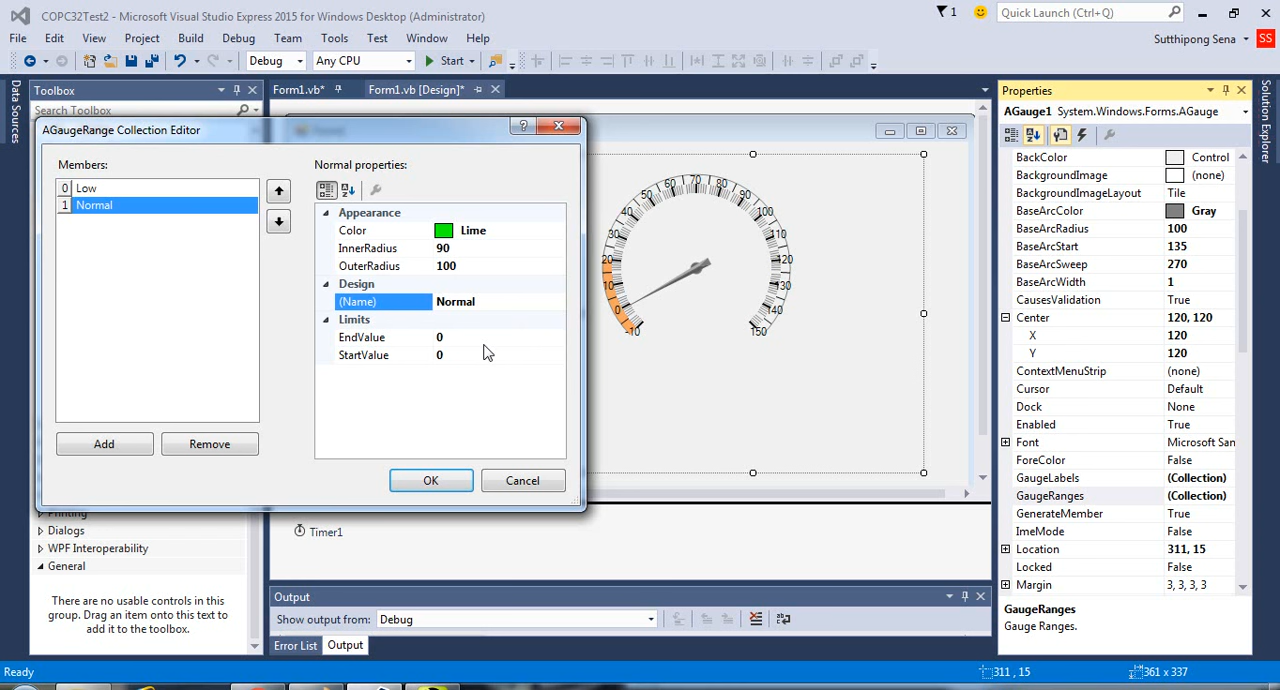 COPC32Test2 - Microsoft Visual Studio Express 2015 for Windows Desktop (Administrator)
1
Quick Launch (Ctrl+Q)
File Edit View Project Build Debug Team Tools Test Window Help
Sutthipong Sena SS
Debug Any CPU Start
Data Sources
Toolbox
Search Toolbox
Form1.vb*
Form1.vb [Design]*
AGaugeRange Collection Editor
?
Members:
0 Low
1 Normal
Add
Remove
Normal properties:
Appearance
Color Lime
InnerRadius 90
OuterRadius 100
Design
(Name) Normal
Limits
EndValue 0
StartValue 0
OK
Cancel
-10
0
10
20
30
40
50
60
70
80
90
100
110
120
130
140
150
Dialogs
WPF Interoperability
General
There are no usable controls in this
group. Drag an item onto this text to
add it to the toolbox.
Timer1
Output
Show output from: Debug
Error List
Output
Properties
AGauge1 System.Windows.Forms.AGauge
BackColor Control
BackgroundImage (none)
BackgroundImageLayout Tile
BaseArcColor Gray
BaseArcRadius 100
BaseArcStart 135
BaseArcSweep 270
BaseArcWidth 1
CausesValidation True
Center 120, 120
X 120
Y 120
ContextMenuStrip (none)
Cursor Default
Dock None
Enabled True
Font Microsoft San
ForeColor False
GaugeLabels (Collection)
GaugeRanges (Collection)
GenerateMember True
ImeMode False
Location 311, 15
Locked False
Margin 3, 3, 3, 3
GaugeRanges
Gauge Ranges.
Solution Explorer
Ready
311 , 15
361 x 337